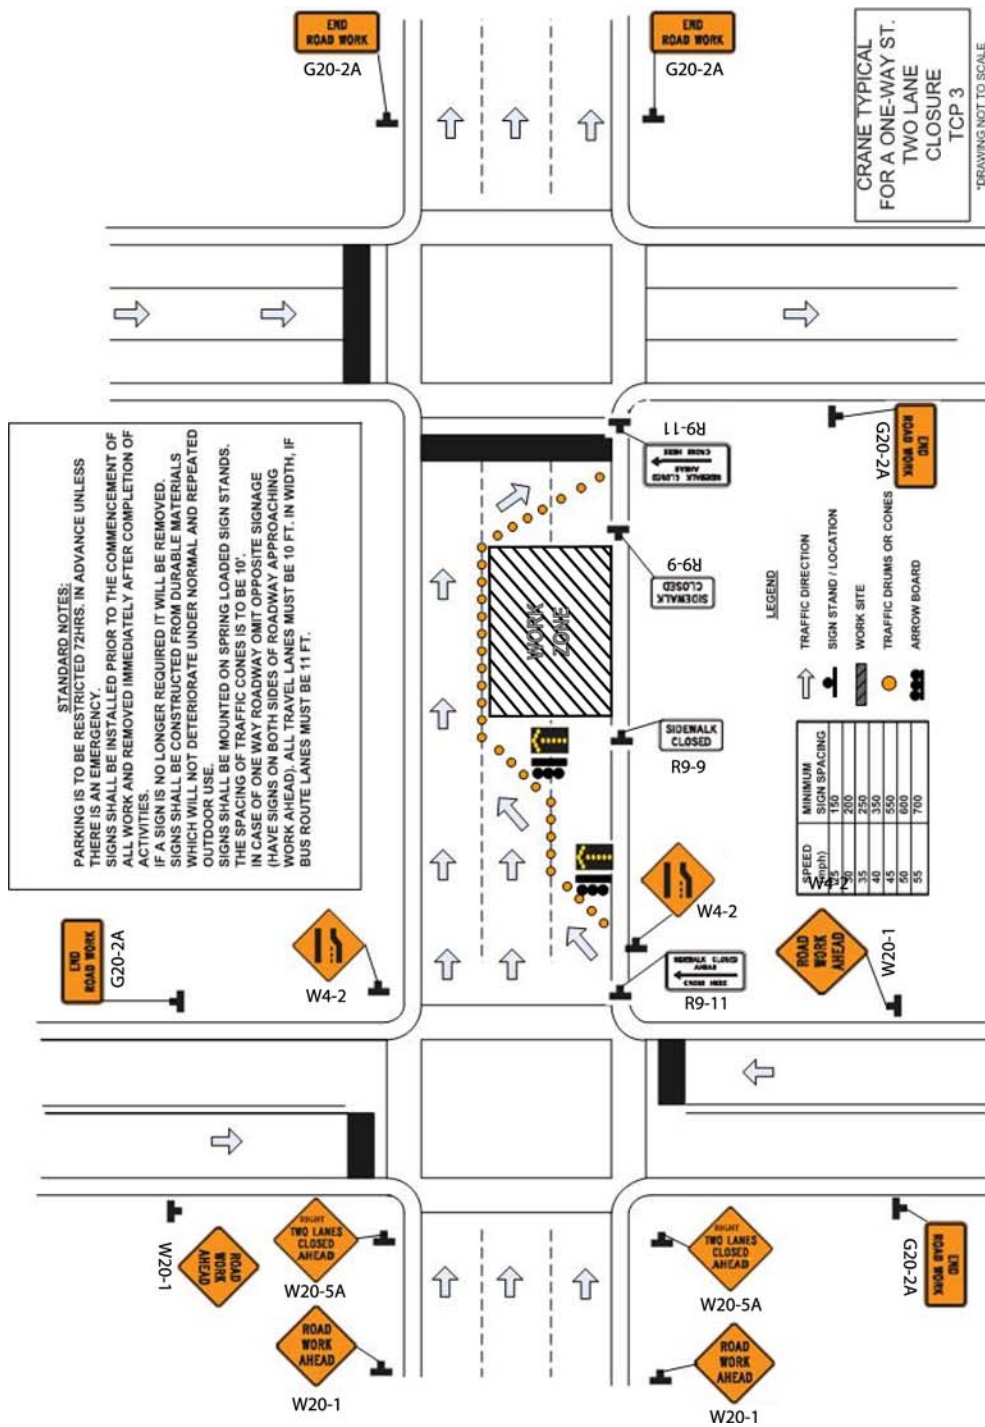 END
ROAD WORK
G20-2A
END
ROAD WORK
G20-2A
CRANE TYPICAL
FOR A ONE-WAY ST.
TWO LANE
CLOSURE
TCP 3
*DRAWING NOT TO SCALE
STANDARD NOTES:
PARKING IS TO BE RESTRICTED 72HRS. IN ADVANCE UNLESS
THERE IS AN EMERGENCY.
SIGNS SHALL BE INSTALLED PRIOR TO THE COMMENCEMENT OF
ALL WORK AND REMOVED IMMEDIATELY AFTER COMPLETION OF
ACTIVITIES.
IF A SIGN IS NO LONGER REQUIRED IT WILL BE REMOVED.
SIGNS SHALL BE CONSTRUCTED FROM DURABLE MATERIALS
WHICH WILL NOT DETERIORATE UNDER NORMAL AND REPEATED
OUTDOOR USE.
SIGNS SHALL BE MOUNTED ON SPRING LOADED SIGN STANDS.
THE SPACING OF TRAFFIC CONES IS TO BE 10'.
IN CASE OF ONE WAY ROADWAY OMIT OPPOSITE SIGNAGE
(HAVE SIGNS ON BOTH SIDES OF ROADWAY APPROACHING
WORK AHEAD). ALL TRAVEL LANES MUST BE 10 FT. IN WIDTH, IF
BUS ROUTE LANES MUST BE 11 FT.
R9-11
SIDEWALK CLOSED
AHEAD
CROSS HERE
END
ROAD WORK
G20-2A
R9-9
SIDEWALK
CLOSED
WORK
ZONE
LEGEND
TRAFFIC DIRECTION
SIGN STAND / LOCATION
WORK SITE
TRAFFIC DRUMS OR CONES
ARROW BOARD
SIDEWALK
CLOSED
R9-9
SPEED (mph) MINIMUM SIGN SPACING
25 150
30 200
35 250
40 350
45 550
50 600
55 700
W4-2
W4-2
END
ROAD WORK
G20-2A
W4-2
SIDEWALK CLOSED
AHEAD
CROSS HERE
R9-11
ROAD
WORK
AHEAD
W20-1
ROAD
WORK
AHEAD
W20-1
RIGHT
TWO LANES
CLOSED
AHEAD
W20-5A
RIGHT
TWO LANES
CLOSED
AHEAD
W20-5A
END
ROAD WORK
G20-2A
ROAD
WORK
AHEAD
W20-1
ROAD
WORK
AHEAD
W20-1